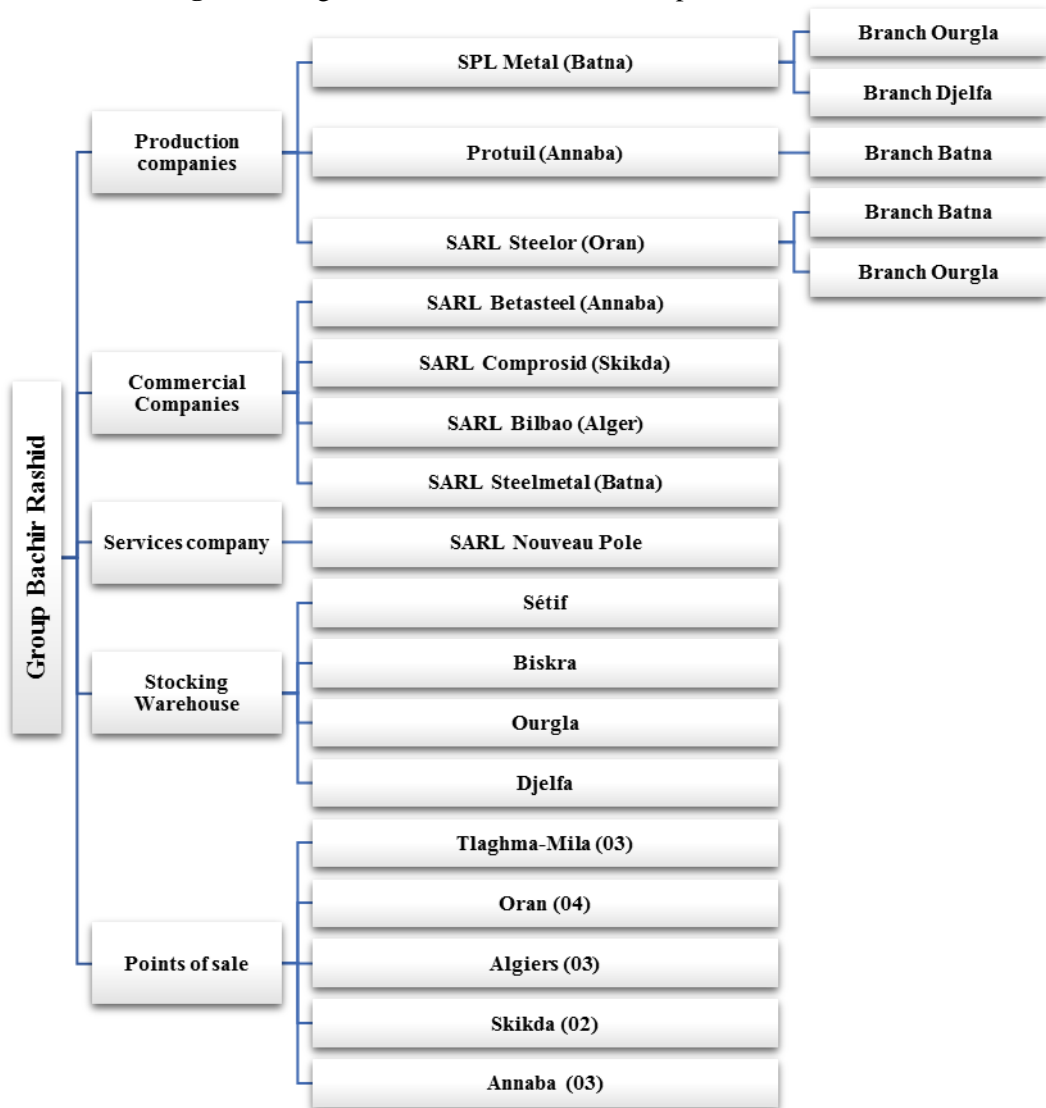 Group Bachir Rashid
Production
companies
SPL Metal (Batna)
Branch Ourgla
Branch Djelfa
Protuil (Annaba)
Branch Batna
SARL Steelor (Oran)
Branch Batna
Branch Ourgla
Commercial
Companies
SARL Betasteel (Annaba)
SARL Comprosid (Skikda)
SARL Bilbao (Alger)
SARL Steelmetal (Batna)
Services company
SARL Nouveau Pole
Stocking
Warehouse
Sétif
Biskra
Ourgla
Djelfa
Points of sale
Tlaghma-Mila (03)
Oran (04)
Algiers (03)
Skikda (02)
Annaba (03)